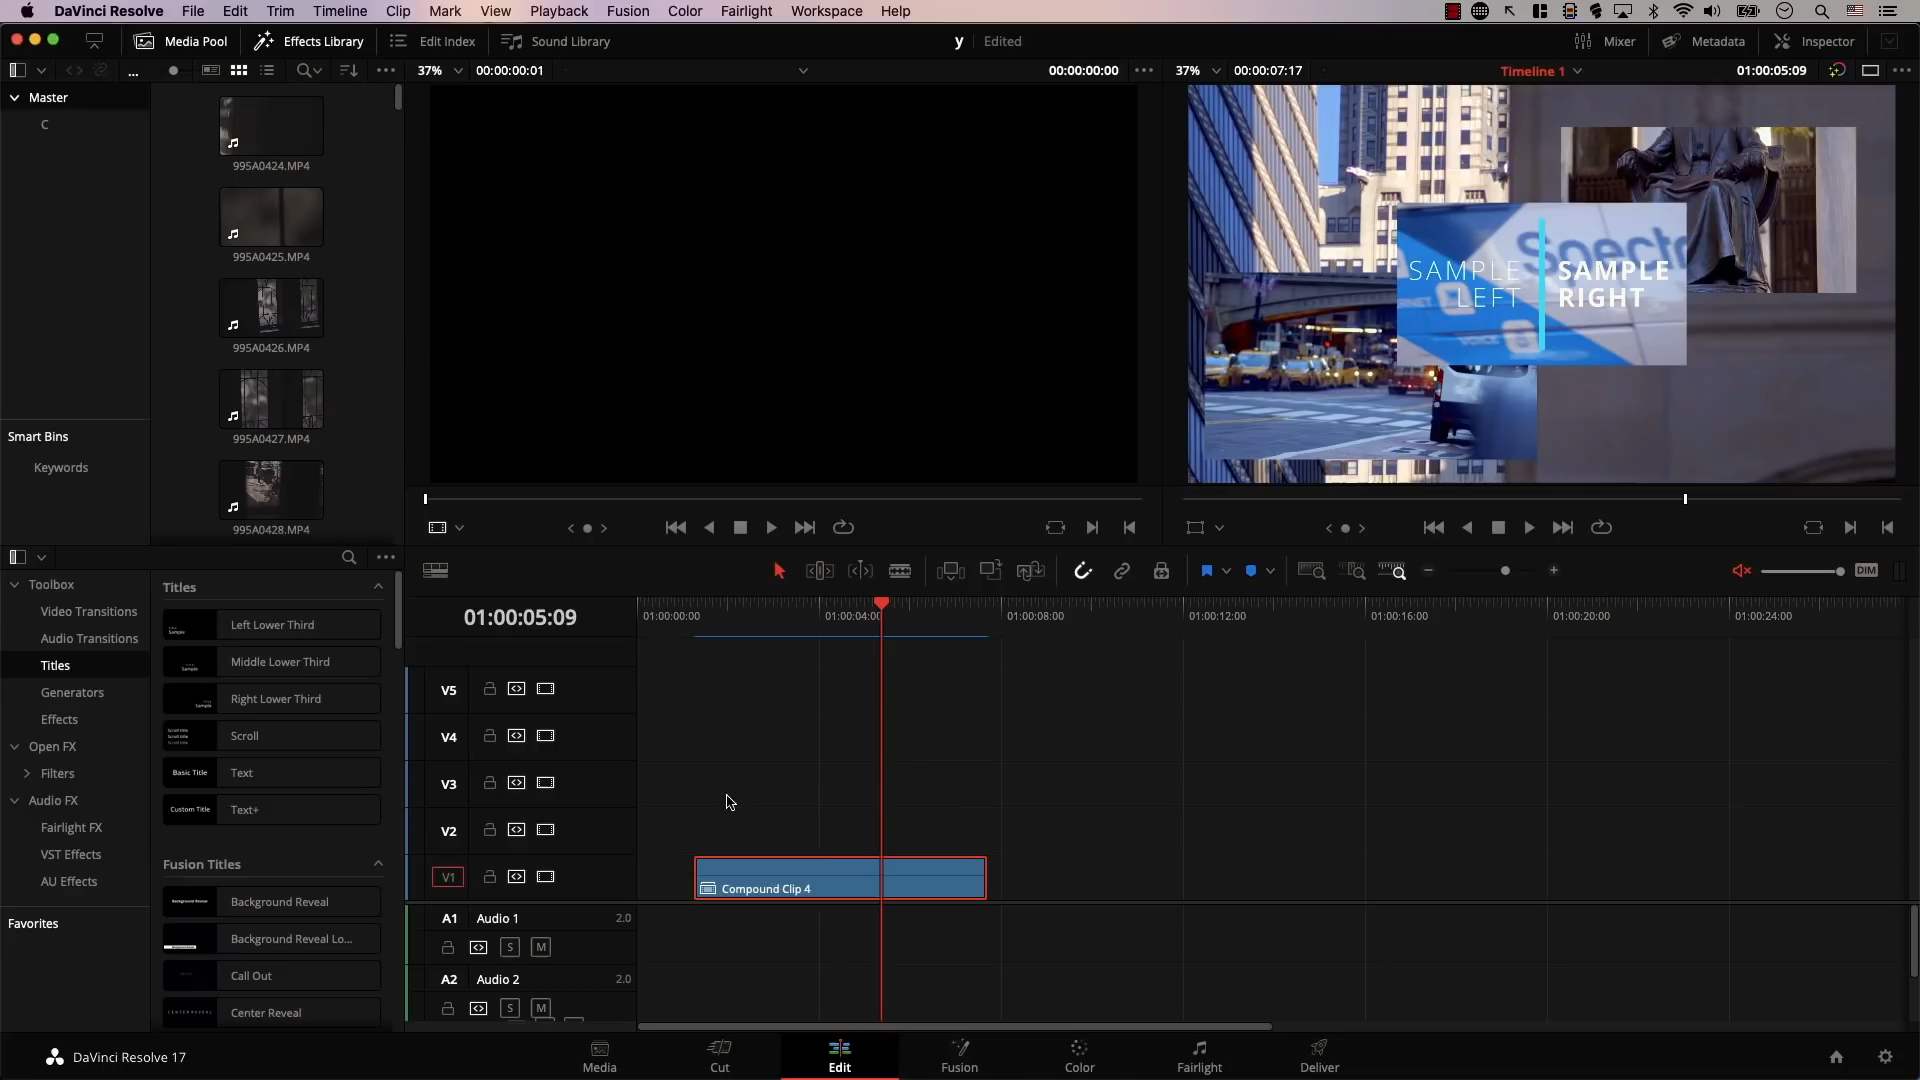 DaVinci Resolve File Edit Trim Timeline Clip Mark View Playback Fusion Color Fairlight Workspace Help
Media Pool Effects Library Edit Index Sound Library y Edited Mixer Metadata Inspector
... 37% 00:00:00:01 00:00:00:00 37% 00:00:07:17 Timeline 1 01:00:05:09
Master
C
995A0424.MP4
995A0425.MP4
995A0426.MP4
995A0427.MP4
995A0428.MP4
Smart Bins
Keywords
Spectr
SAMPLE
LEFT
SAMPLE
RIGHT
VOICE
Toolbox
Video Transitions
Audio Transitions
Titles
Generators
Effects
Open FX
Filters
Audio FX
Fairlight FX
VST Effects
AU Effects
Favorites
Titles
Left Lower Third
Middle Lower Third
Right Lower Third
Scroll
Basic Title Text
Custom Title Text+
Fusion Titles
Background Reveal
Background Reveal Lo...
Call Out
CENTER REVEAL Center Reveal
DIM
01:00:05:09
01:00:00:00 01:00:04:00 01:00:08:00 01:00:12:00 01:00:16:00 01:00:20:00 01:00:24:00
V5
V4
V3
V2
V1
Compound Clip 4
A1 Audio 1 2.0
S M
A2 Audio 2 2.0
S M
DaVinci Resolve 17
Media Cut Edit Fusion Color Fairlight Deliver